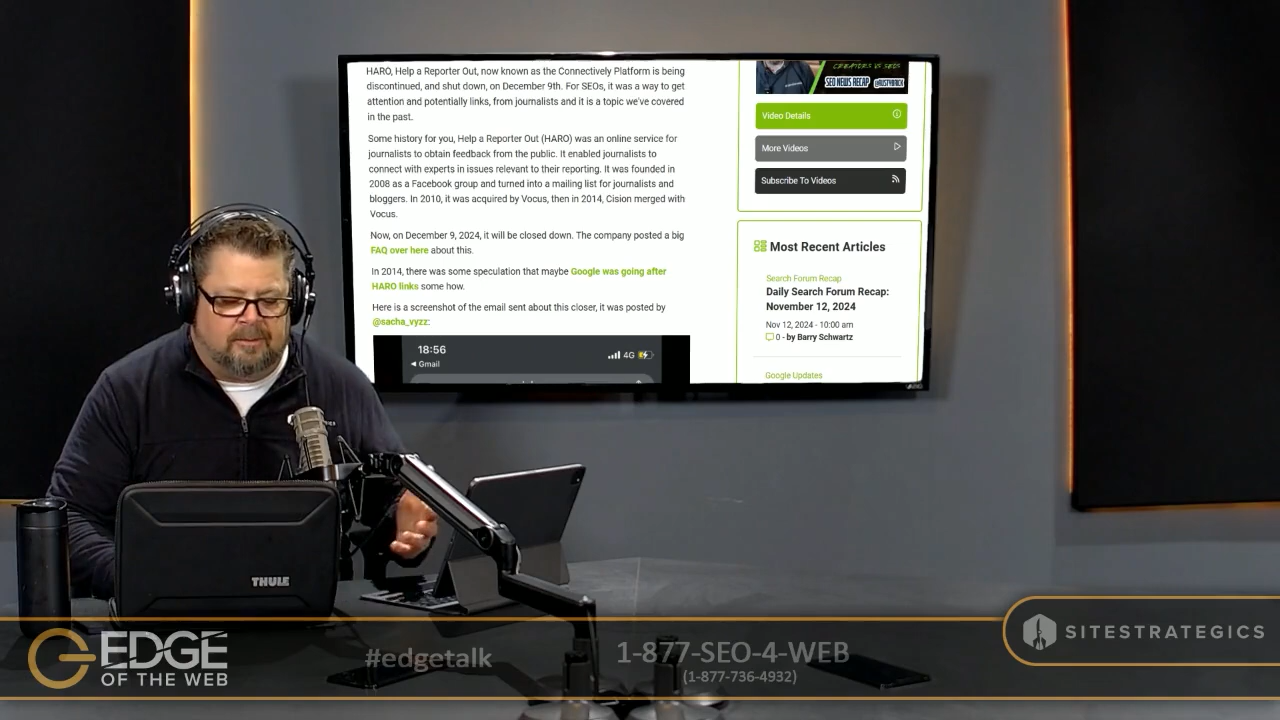 HARO, Help a Reporter Out, now known as the Connectively Platform is being
discontinued, and shut down, on December 9th. For SEOs, it was a way to get
attention and potentially links, from journalists and it is a topic we've covered
in the past.
Some history for you, Help a Reporter Out (HARO) was an online service for
journalists to obtain feedback from the public. It enabled journalists to
connect with experts in issues relevant to their reporting. It was founded in
2008 as a Facebook group and turned into a mailing list for journalists and
bloggers. In 2010, it was acquired by Vocus, then in 2014, Cision merged with
Vocus.
Now, on December 9, 2024, it will be closed down. The company posted a big
FAQ over here about this.
In 2014, there was some speculation that maybe Google was going after
HARO links some how.
Here is a screenshot of the email sent about this closer, it was posted by
@sacha_vyzz:
18:56
4G
Gmail
CREATORS VS SEOS
SEO NEWS RECAP @RUSTYBRICK
Video Details
More Videos
Subscribe To Videos
Most Recent Articles
Search Forum Recap
Daily Search Forum Recap:
November 12, 2024
Nov 12, 2024 - 10:00 am
0 - by Barry Schwartz
Google Updates
THULE
EDGE
OF THE WEB
#edgetalk
1-877-SEO-4-WEB
(1-877-736-4932)
SITESTRATEGICS